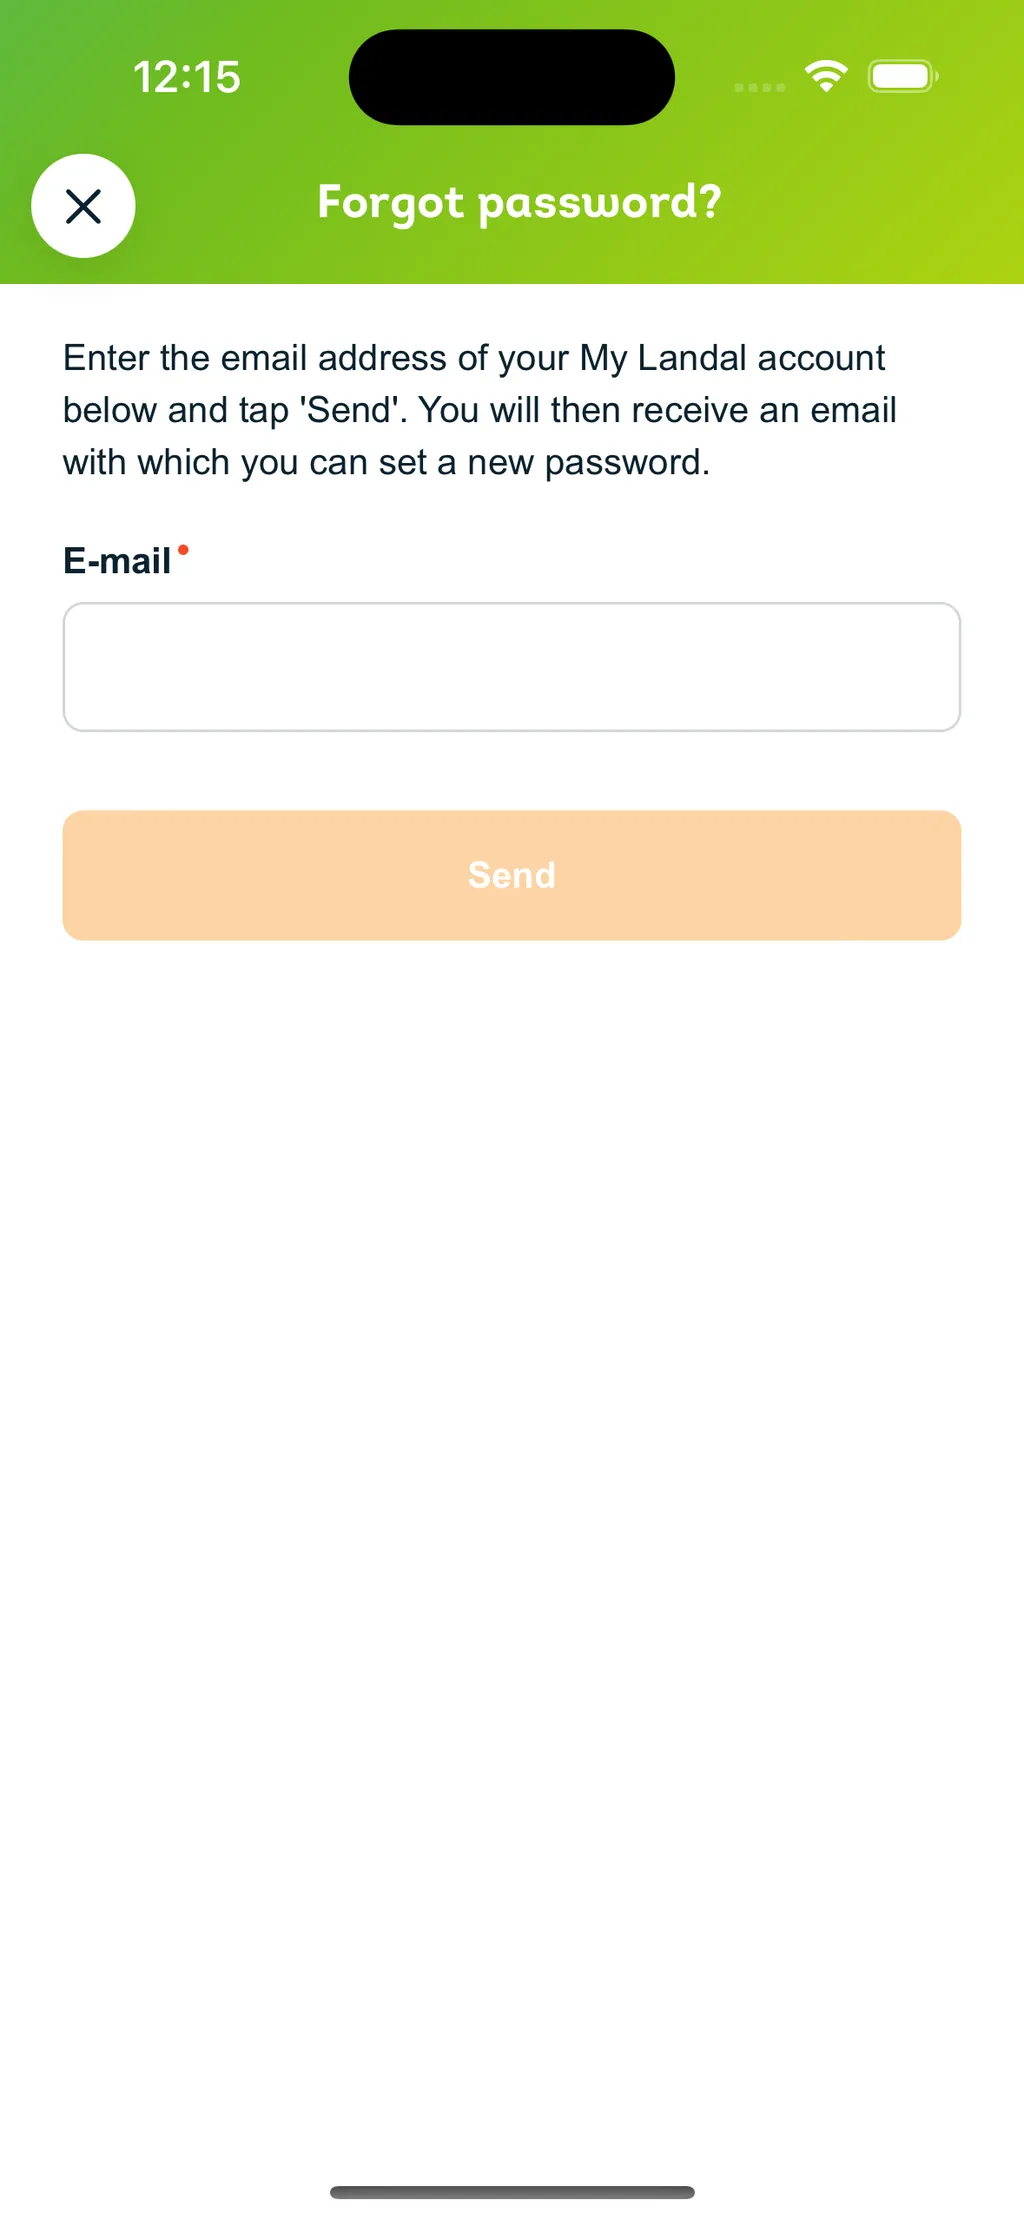 12:15
Forgot password?
Enter the email address of your My Landal account
below and tap 'Send'. You will then receive an email
with which you can set a new password.
E-mail
Send